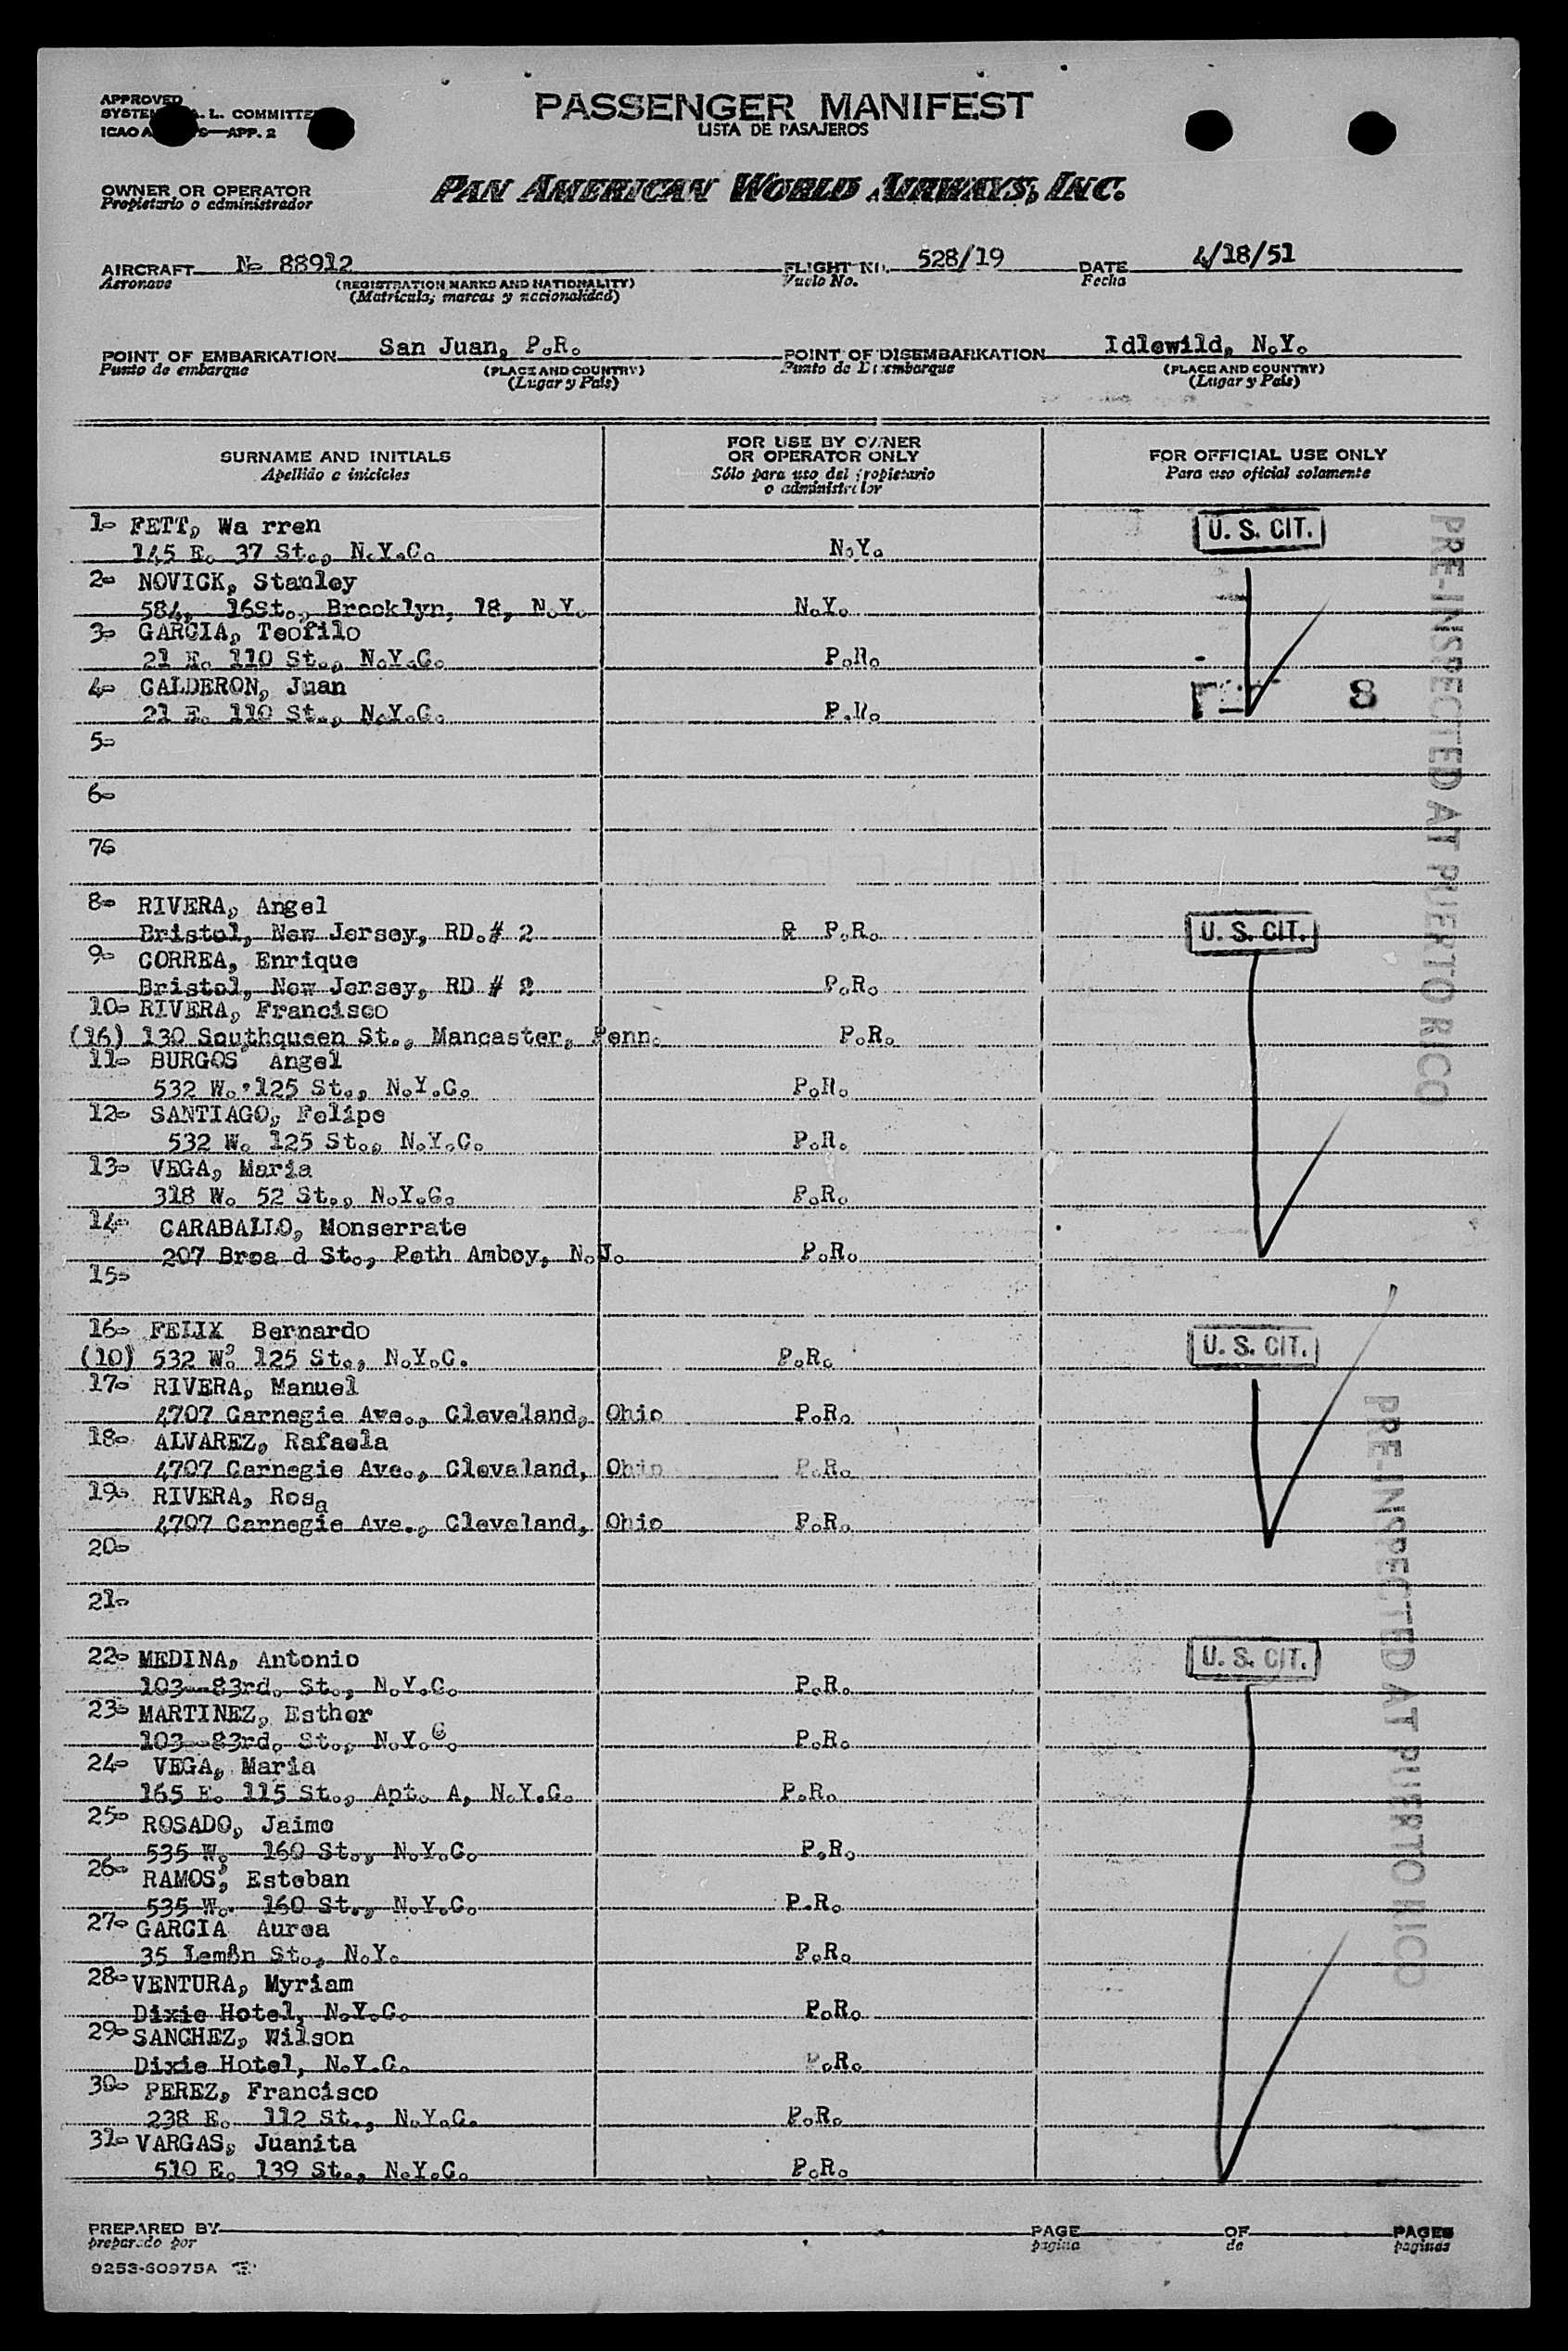 PASSENGER MANIFEST
LISTA DE PASAJEROS
APPROVED
L. COMMITTE
ICAO APP. 2
OWNER OR OPERATOR
Propietario o administrador
PAN AMERICAN WORLD AIRWAYS, INC.
AIRCRAFT N- 88912 FLIGHT NO. 528/19 DATE 4/18/51
Aeronave (REGISTRATION MARKS AND NATIONALITY) Vuelo No. Fecha
(Matricula; marcas y nacionalidad)
POINT OF EMBARKATION San Juan, P.R. POINT OF DISEMBARKATION Idlewild, N.Y.
Punto de embarque (PLACE AND COUNTRY) Punto de (PLACE AND COUNTRY)
(Lugar y País) (Lugar y País)
SURNAME AND INITIALS FOR USE BY OWNER OR OPERATOR ONLY FOR OFFICIAL USE ONLY
Apellido e iniciales Sólo para uso del propietario o administrador Para uso oficial solamente
1- FETT, Wa rren U. S. CIT.
145 E. 37 St., N.Y.C. N.Y.
2- NOVICK, Stanley
584, 16St., Brooklyn, 18, N.Y. N.Y.
3- GARCIA, Teofilo
21 E. 110 St., N.Y.C. P.R.
4- CALDERON, Juan 8
21 E. 110 St., N.Y.C. P.R.
5-
6-
7-
8- RIVERA, Angel U. S. CIT.
Bristol, New Jersey, RD.# 2 P.R.
9- CORREA, Enrique
Bristol, New Jersey, RD # 2 P.R.
10- RIVERA, Francisco
(16) 130 Southqueen St., Mancaster, Penn. P.R.
11- BURGOS, Angel
532 W. 125 St., N.Y.C. P.R.
12- SANTIAGO, Felipe
532 W. 125 St., N.Y.C. P.R.
13- VEGA, Maria
318 W. 52 St., N.Y.C. P.R.
14- CARABALLO, Monserrate
207 Broa d St., Peth Amboy, N.J. P.R.
15-
16- FELIX, Bernardo U. S. CIT.
(10) 532 W. 125 St., N.Y.C. P.R.
17- RIVERA, Manuel
4707 Carnegie Ave., Cleveland, Ohio P.R.
18- ALVAREZ, Rafaela
4707 Carnegie Ave., Cleveland, Ohio P.R.
19- RIVERA, Rosa
4707 Carnegie Ave., Cleveland, Ohio P.R.
20-
21-
22- MEDINA, Antonio U. S. CIT.
103--83rd. St., N.Y.C. P.R.
23- MARTINEZ, Esther
103--83rd. St., N.Y.C. P.R.
24- VEGA, Maria
165 E. 115 St., Apt. A, N.Y.C. P.R.
25- ROSADO, Jaime
535 W. 160 St., N.Y.C. P.R.
26- RAMOS, Esteban
535 W. 160 St., N.Y.C. P.R.
27- GARCIA Aurea
35 St., N.Y. P.R.
28- VENTURA, Myriam
Dixie Hotel, N.Y.C. P.R.
29- SANCHEZ, Wilson
Dixie Hotel, N.Y.C. P.R.
30- PEREZ, Francisco
238 E. 112 St., N.Y.C. P.R.
31- VARGAS, Juanita
510 E. 139 St., N.Y.C. P.R.
PRE-INSPECTED AT PUERTO RICO
PRE-INSPECTED AT PUERTO RICO
PREPARED BY PAGE OF PAGES
preparado por pagina de paginas
9253-60975A